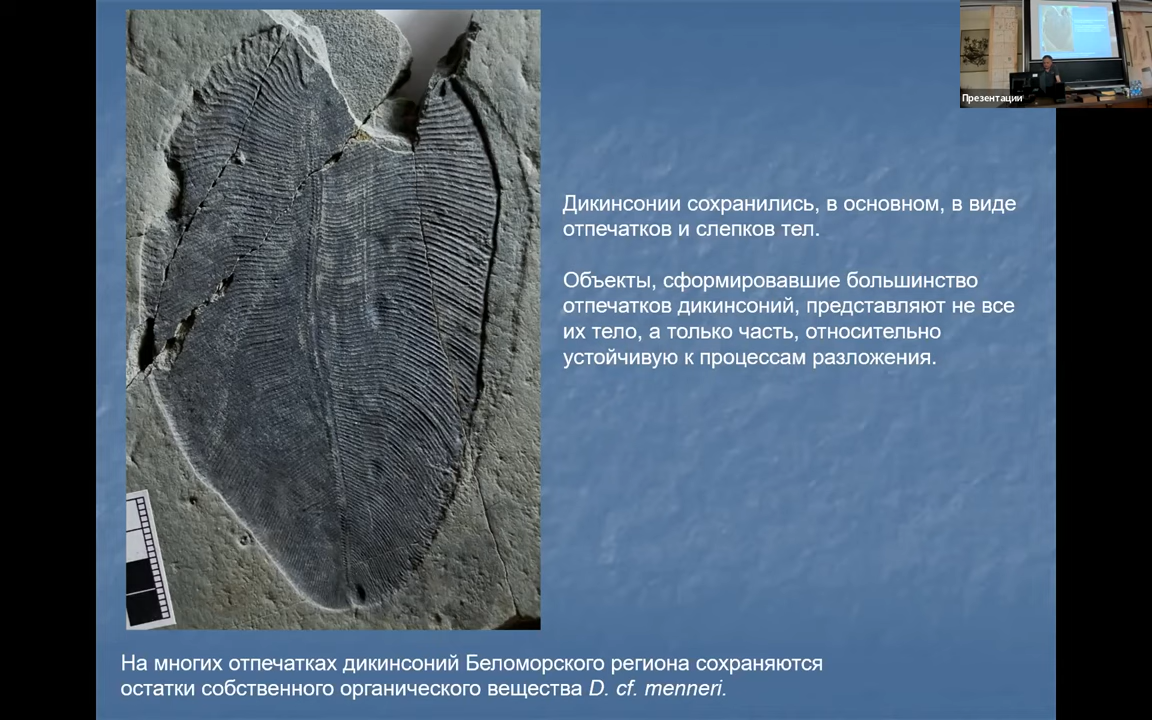 Презентации
Дикинсонии сохранились, в основном, в виде
отпечатков и слепков тел.
Объекты, сформировавшие большинство
отпечатков дикинсоний, представляют не все
их тело, а только часть, относительно
устойчивую к процессам разложения.
На многих отпечатках дикинсоний Беломорского региона сохраняются
остатки собственного органического вещества D. cf. menneri.